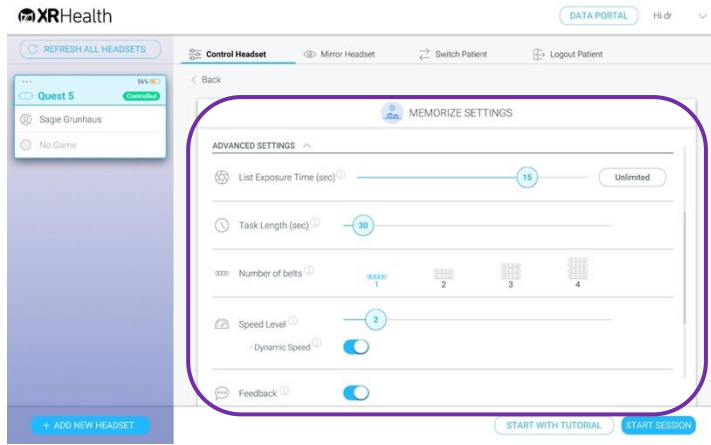 XRHealth
DATA PORTAL
Hi dr
REFRESH ALL HEADSETS
Control Headset
Mirror Headset
Switch Patient
Logout Patient
56%
Quest 5
Controlled
Sagie Grunhaus
No Game
Back
MEMORIZE SETTINGS
ADVANCED SETTINGS
List Exposure Time (sec)
15
Unlimited
Task Length (sec)
30
Number of belts
1
2
3
4
Speed Level
2
- Dynamic Speed
Feedback
+ ADD NEW HEADSET
START WITH TUTORIAL
START SESSION